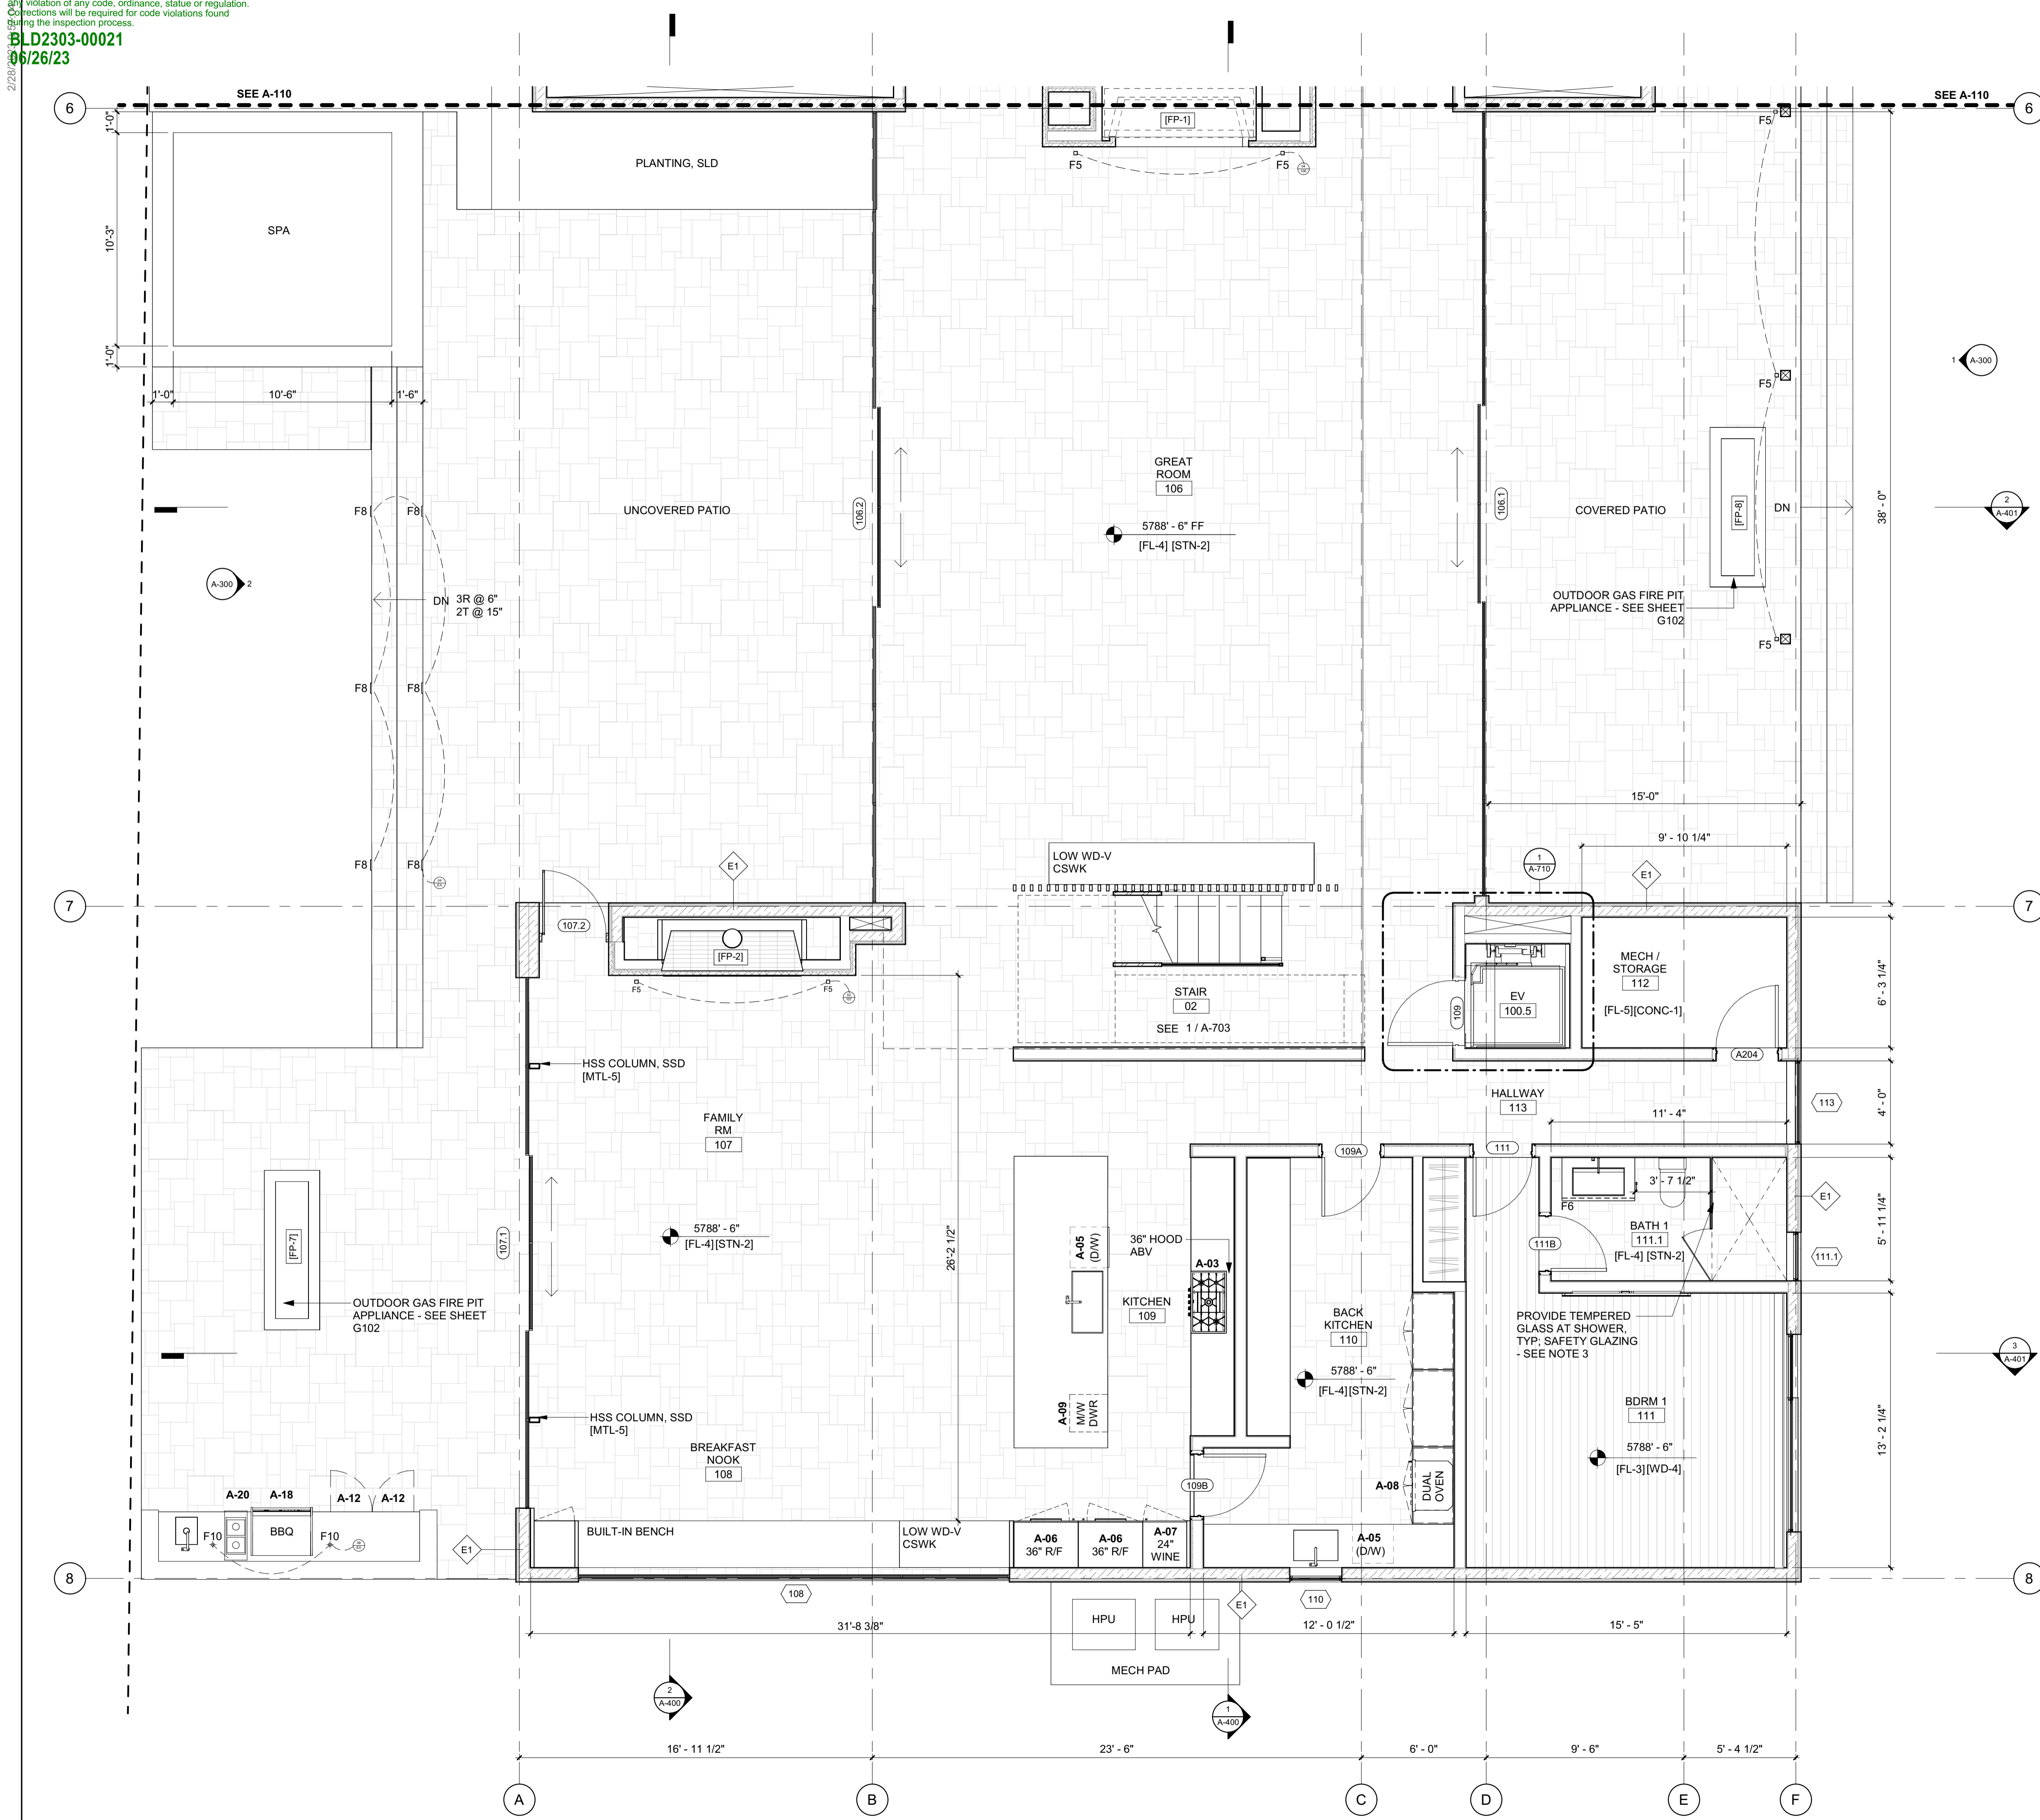 any violation of any code, ordinance, statue or regulation.
Corrections will be required for code violations found
during the inspection process.
BLD2303-00021
06/26/23
SEE A-110
SEE A-110
6
6
1'-0"
10'-3"
1'-0"
SPA
PLANTING, SLD
[FP-1]
F5
F5
F5
1'-0"
10'-6"
1'-6"
1
A-300
F5
GREAT
ROOM
106
5788' - 6" FF
[FL-4] [STN-2]
106.2
106.1
UNCOVERED PATIO
COVERED PATIO
[FP-8]
DN
38' - 0"
2
A-401
F8
F8
A-300
2
DN
3R @ 6"
2T @ 15"
OUTDOOR GAS FIRE PIT
APPLIANCE - SEE SHEET
G102
F5
F8
F8
15'-0"
9' - 10 1/4"
F8
F8
E1
LOW WD-V
CSWK
1
A-710
E1
7
7
107.2
[FP-2]
F5
F5
STAIR
02
SEE 1 / A-703
109
EV
100.5
MECH /
STORAGE
112
[FL-5][CONC-1]
6' - 3 1/4"
A204
HSS COLUMN, SSD
[MTL-5]
HALLWAY
113
11' - 4"
4' - 0"
113
FAMILY
RM
107
109A
111
3' - 7 1/2"
F6
BATH 1
111.1
[FL-4] [STN-2]
111B
E1
5' - 11 1/4"
111.1
[FP-7]
107.1
5788' - 6"
[FL-4][STN-2]
26'-2 1/2"
A-05
(D/W)
36" HOOD
ABV
A-03
KITCHEN
109
BACK
KITCHEN
110
5788' - 6"
[FL-4][STN-2]
OUTDOOR GAS FIRE PIT
APPLIANCE - SEE SHEET
G102
PROVIDE TEMPERED
GLASS AT SHOWER,
TYP; SAFETY GLAZING
- SEE NOTE 3
3
A-401
HSS COLUMN, SSD
[MTL-5]
A-09
M/W
DWR
BDRM 1
111
5788' - 6"
[FL-3][WD-4]
13' - 2 1/4"
BREAKFAST
NOOK
108
109B
A-08
DUAL
OVEN
A-20
A-18
A-12
A-12
F10
BBQ
F10
E1
BUILT-IN BENCH
LOW WD-V
CSWK
A-06
36" R/F
A-06
36" R/F
A-07
24"
WINE
A-05
(D/W)
8
8
108
E1
110
HPU
HPU
31'-8 3/8"
12' - 0 1/2"
15' - 5"
MECH PAD
2
A-400
1
A-400
16' - 11 1/2"
23' - 6"
6' - 0"
9' - 6"
5' - 4 1/2"
A
B
C
D
E
F